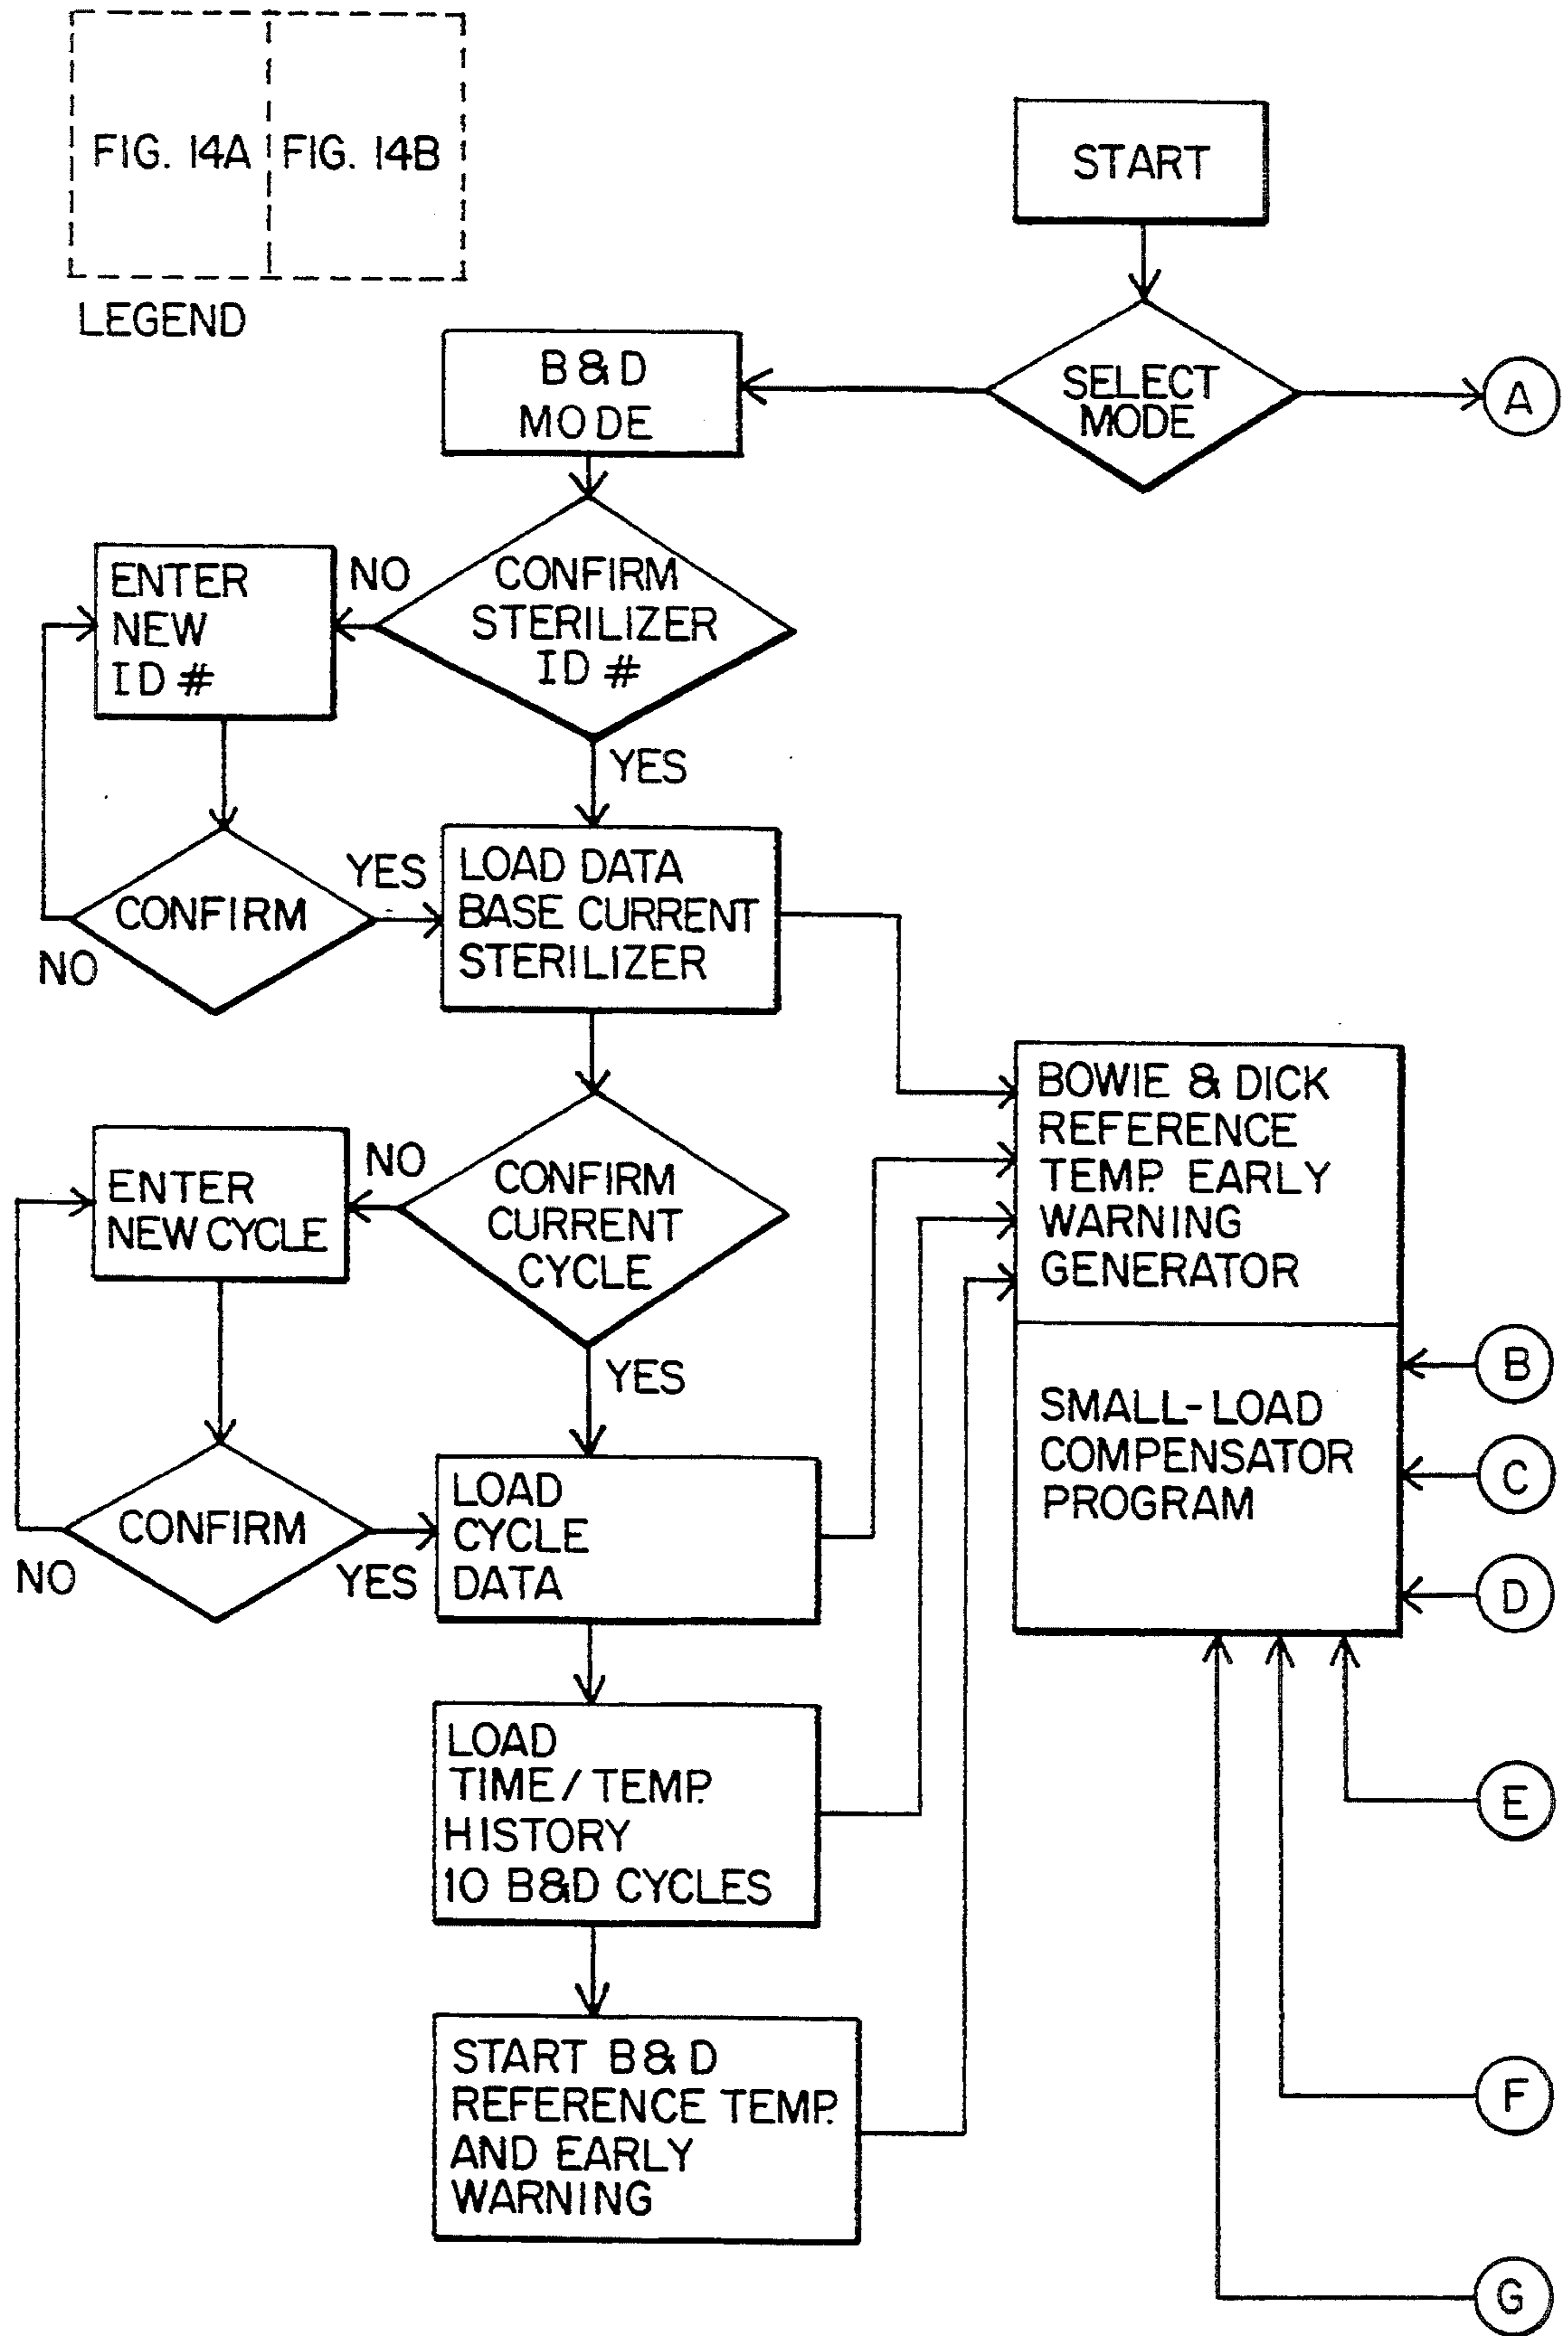 FIG. 14A FIG. 14B
LEGEND
START
SELECT
MODE
A
B&D
MODE
CONFIRM
STERILIZER
ID #
NO
YES
ENTER
NEW
ID #
CONFIRM
NO
YES
LOAD DATA
BASE CURRENT
STERILIZER
CONFIRM
CURRENT
CYCLE
NO
YES
ENTER
NEW CYCLE
CONFIRM
NO
YES
LOAD
CYCLE
DATA
LOAD
TIME/TEMP.
HISTORY
10 B&D CYCLES
START B&D
REFERENCE TEMP.
AND EARLY
WARNING
BOWIE & DICK
REFERENCE
TEMP. EARLY
WARNING
GENERATOR
SMALL-LOAD
COMPENSATOR
PROGRAM
B
C
D
E
F
G